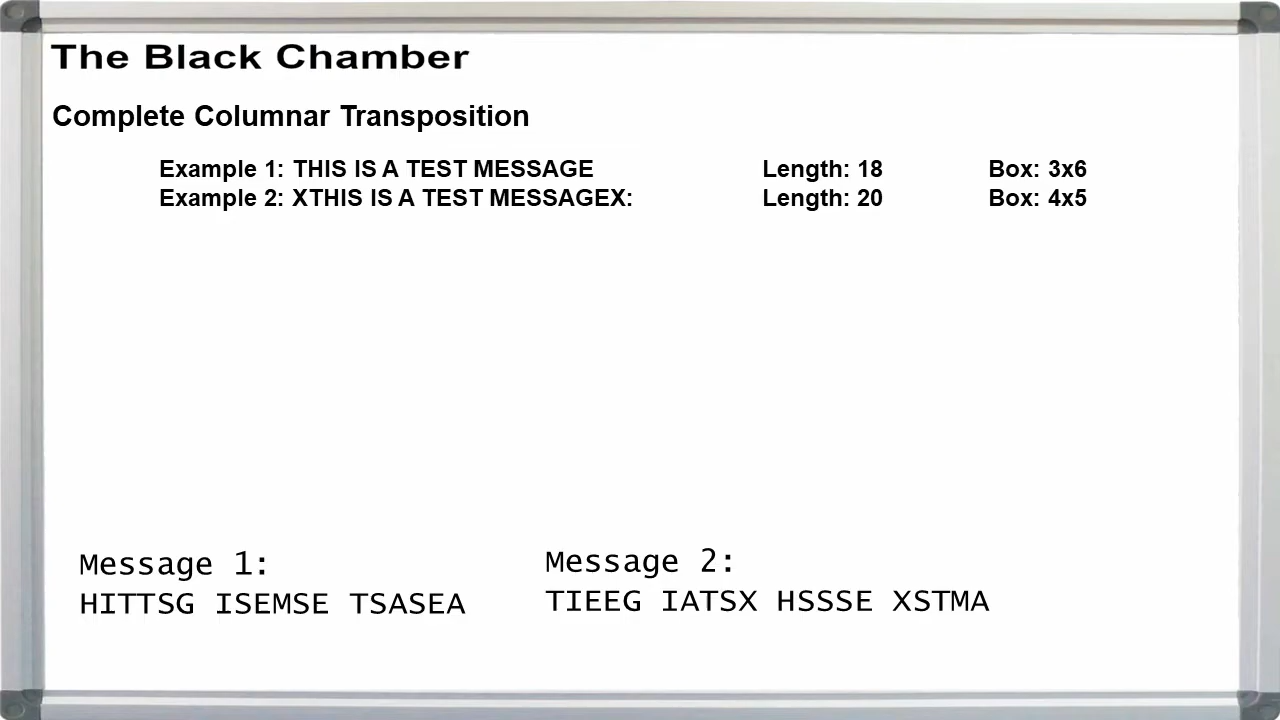 The Black Chamber
Complete Columnar Transposition
Example 1: THIS IS A TEST MESSAGE Length: 18 Box: 3x6
Example 2: XTHIS IS A TEST MESSAGEX: Length: 20 Box: 4x5
Message 1: Message 2:
HITTSG ISEMSE TSASEA TIEEG IATSX HSSSE XSTMA